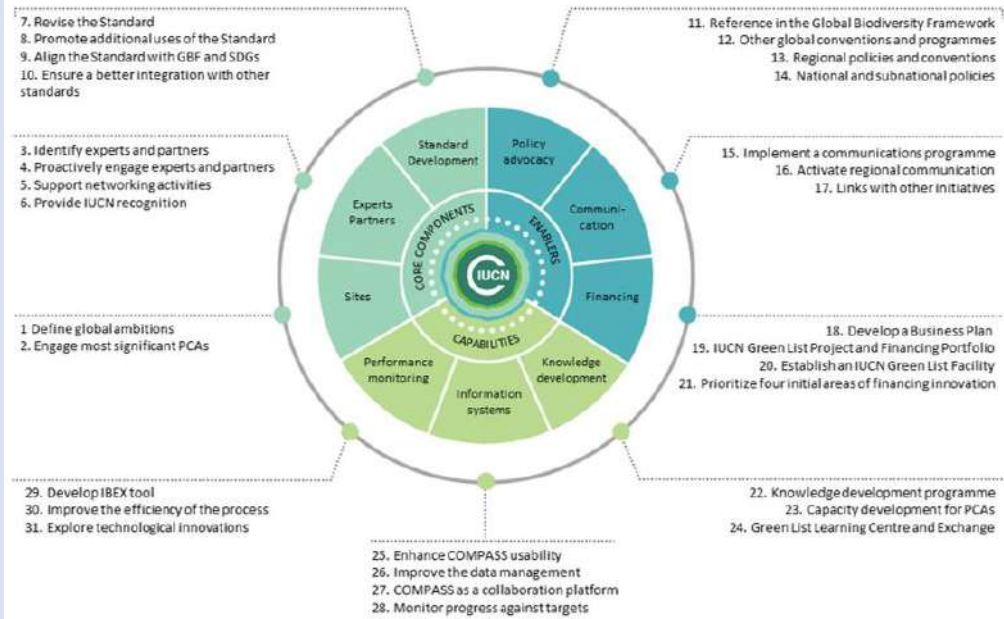 7. Revise the Standard
8. Promote additional uses of the Standard
9. Align the Standard with GBF and SDGs
10. Ensure a better integration with other
standards
11. Reference in the Global Biodiversity Framework
12. Other global conventions and programmes
13. Regional policies and conventions
14. National and subnational policies
3. Identify experts and partners
4. Proactively engage experts and partners
5. Support networking activities
6. Provide IUCN recognition
15. Implement a communications programme
16. Activate regional communication
17. Links with other initiatives
Standard
Development
Policy
advocacy
Experts
Partners
Communi-
cation
CORE COMPONENTS
ENABLERS
IUCN
Sites
Financing
CAPABILITIES
Performance
monitoring
Information
systems
Knowledge
development
1 Define global ambitions
2. Engage most significant PCAs
18. Develop a Business Plan
19. IUCN Green List Project and Financing Portfolio
20. Establish an IUCN Green List Facility
21. Prioritize four initial areas of financing innovation
29. Develop IBEX tool
30. Improve the efficiency of the process
31. Explore technological innovations
22. Knowledge development programme
23. Capacity development for PCAs
24. Green List Learning Centre and Exchange
25. Enhance COMPASS usability
26. Improve the data management
27. COMPASS as a collaboration platform
28. Monitor progress against targets